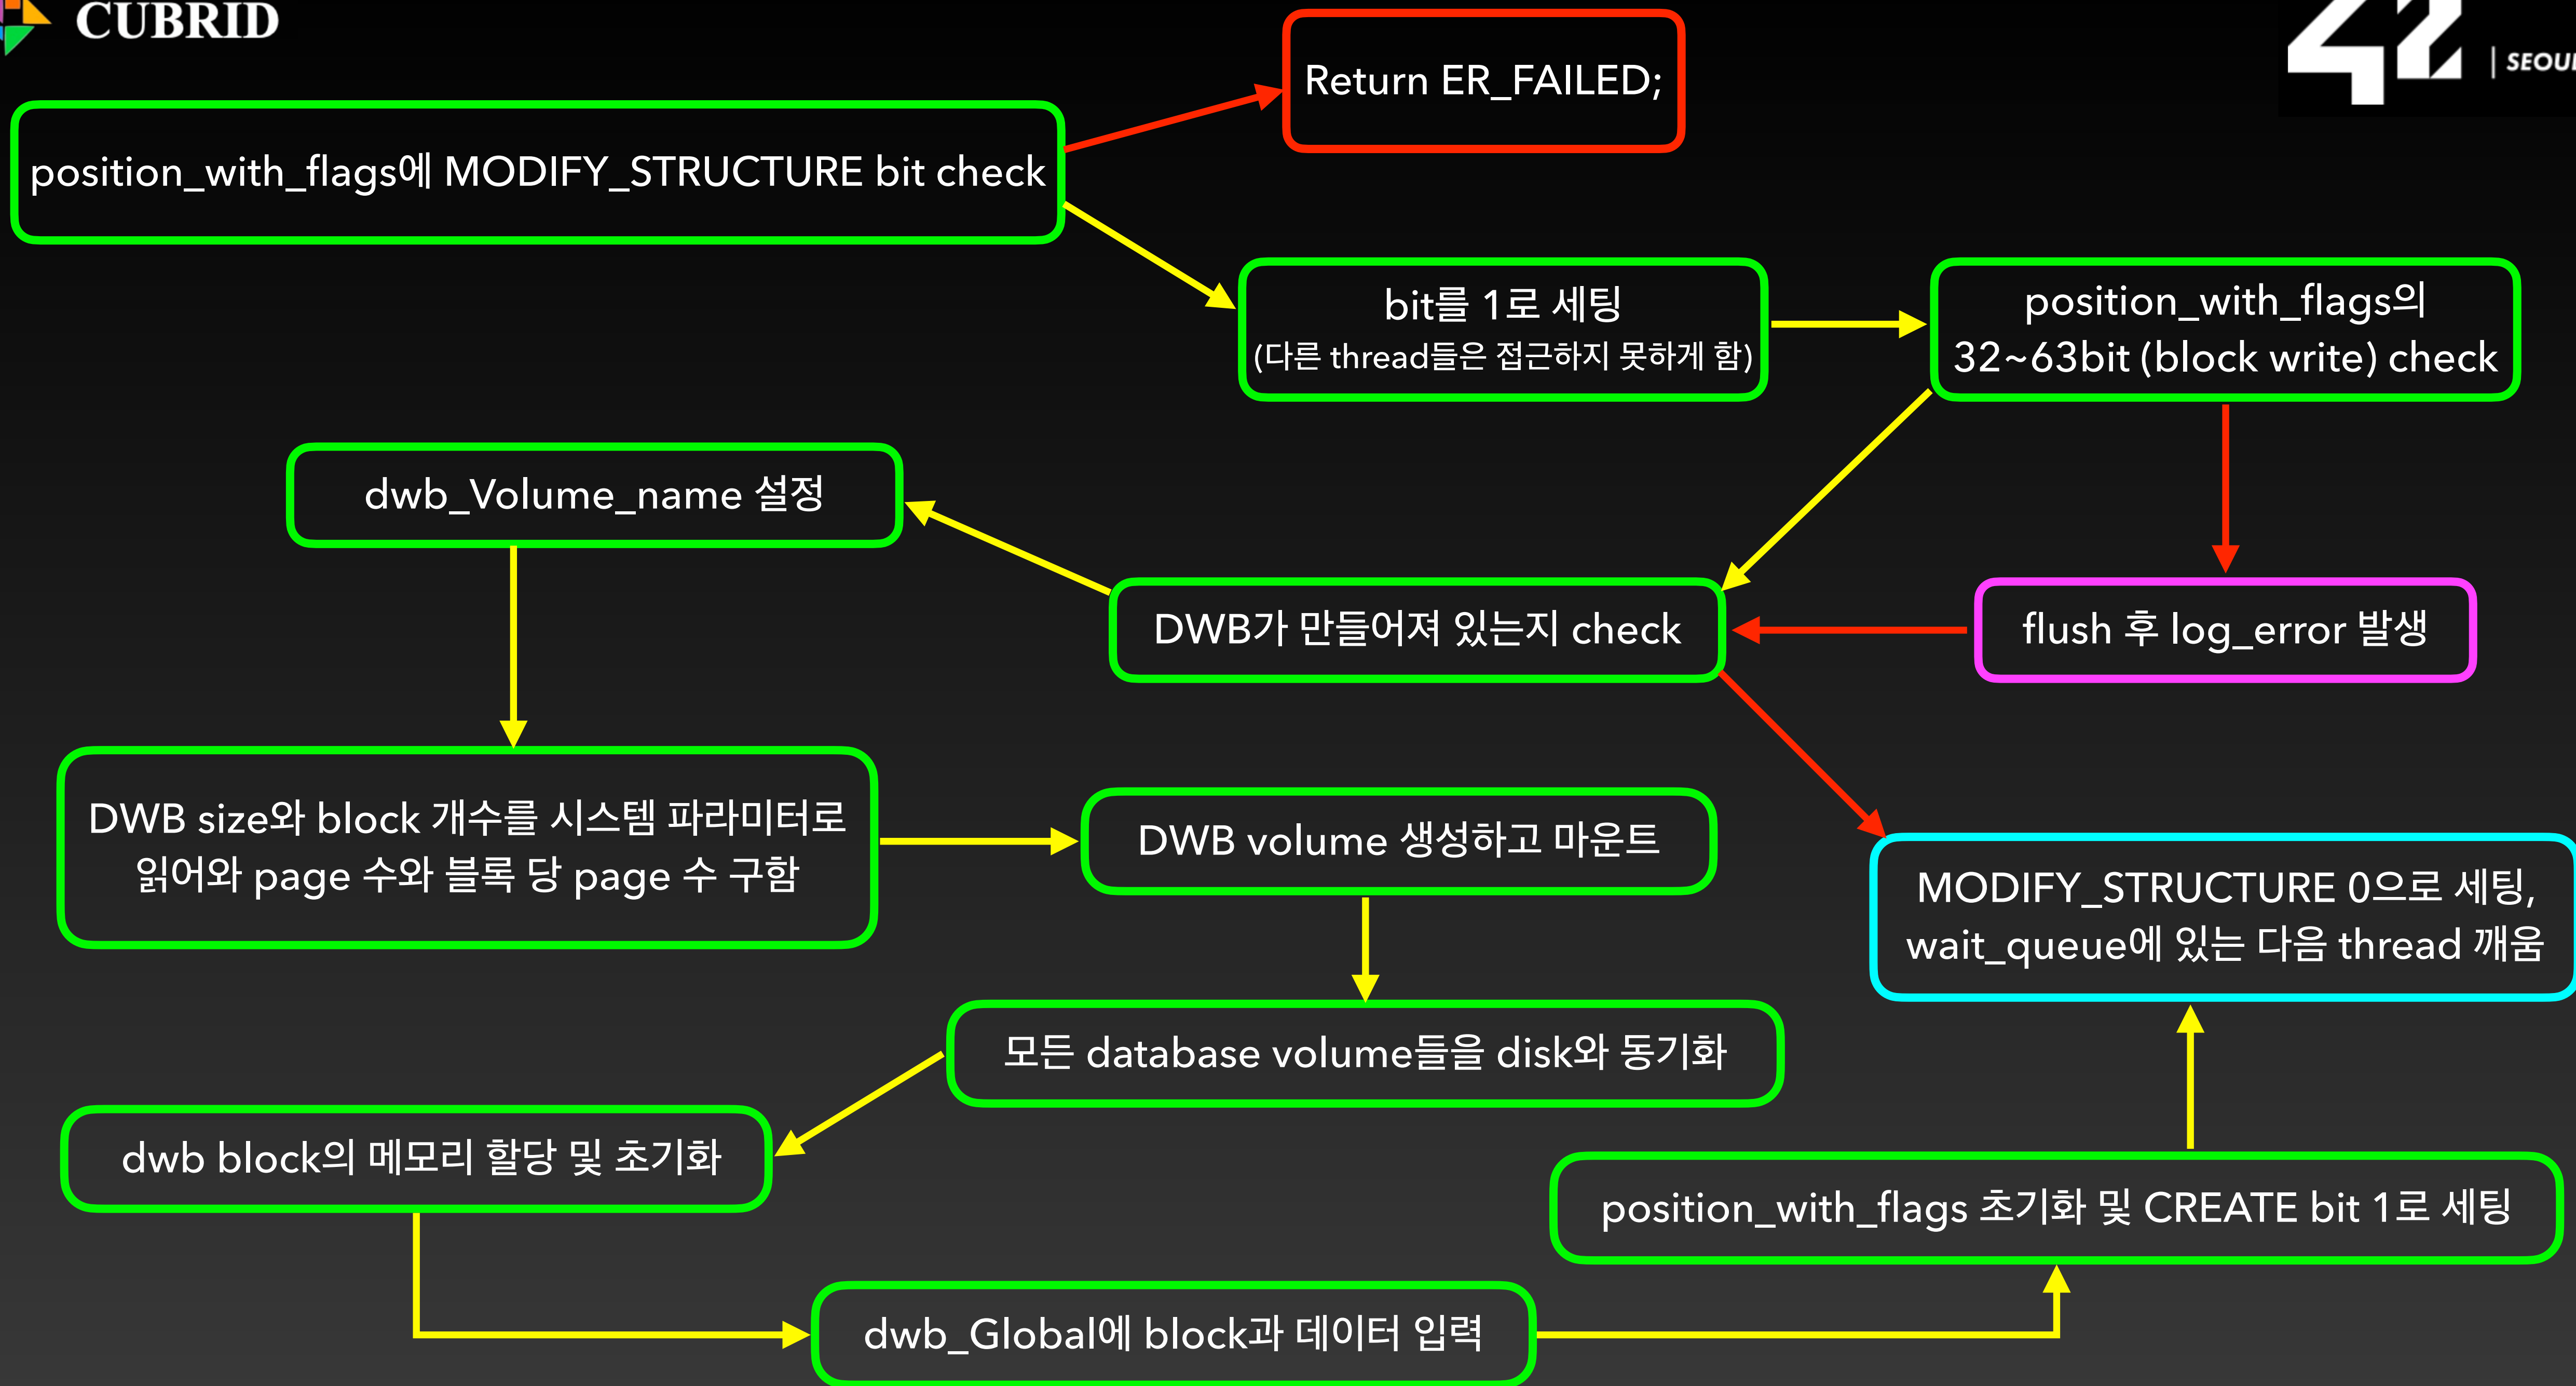 CUBRID
Return ER_FAILED;
SEOUL
position_with_flags에 MODIFY_STRUCTURE bit check
bit를 1로 세팅
(다른 thread들은 접근하지 못하게 함)
position_with_flags의
32~63bit (block write) check
dwb_Volume_name 설정
DWB가 만들어져 있는지 check
flush 후 log_error 발생
DWB size와 block 개수를 시스템 파라미터로
읽어와 page 수와 블록 당 page 수 구함
DWB volume 생성하고 마운트
MODIFY_STRUCTURE 0으로 세팅,
wait_queue에 있는 다음 thread 깨움
모든 database volume들을 disk와 동기화
dwb block의 메모리 할당 및 초기화
position_with_flags 초기화 및 CREATE bit 1로 세팅
dwb_Global에 block과 데이터 입력